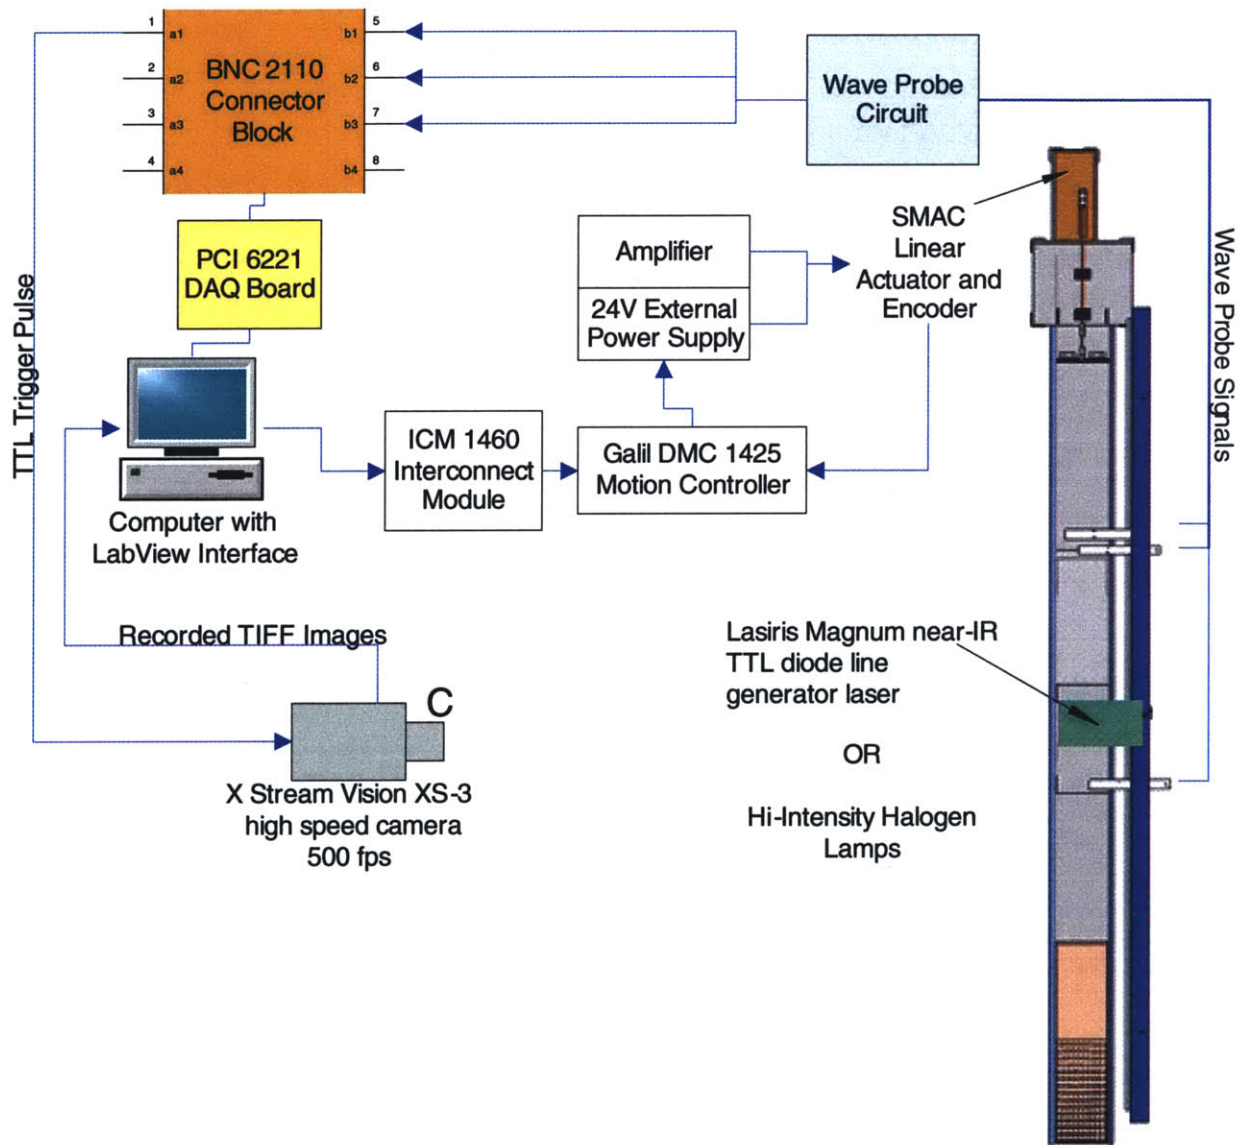 1
a1
2
a2
3
a3
4
a4
BNC 2110
Connector
Block
5
b1
6
b2
7
b3
8
b4
Wave Probe
Circuit
PCI 6221
DAQ Board
Amplifier
24V External
Power Supply
SMAC
Linear
Actuator and
Encoder
Wave Probe Signals
TTL Trigger Pulse
Computer with
LabView Interface
ICM 1460
Interconnect
Module
Galil DMC 1425
Motion Controller
Recorded TIFF Images
C
X Stream Vision XS-3
high speed camera
500 fps
Lasiris Magnum near-IR
TTL diode line
generator laser
OR
Hi-Intensity Halogen
Lamps